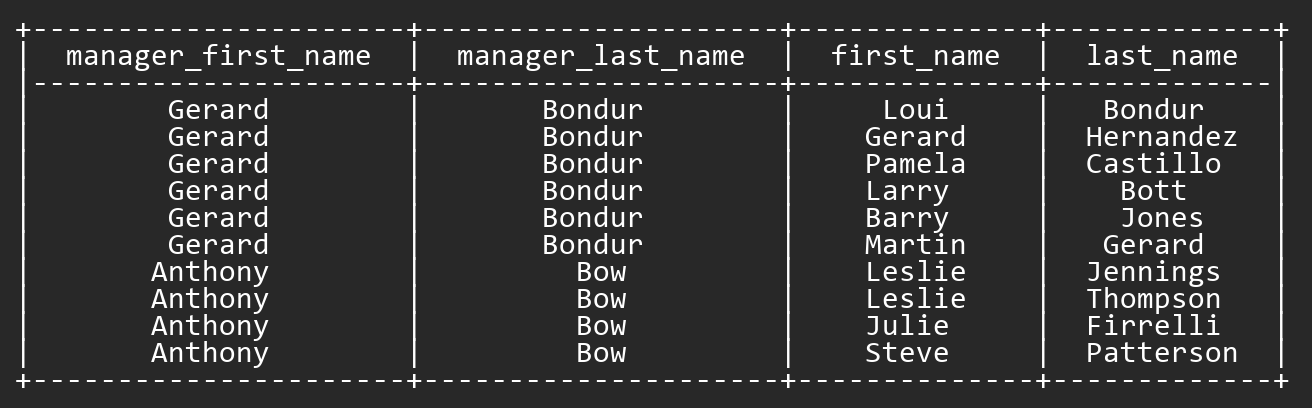 +----------------------+---------------------+--------------+-------------+
|  manager_first_name  |  manager_last_name  |  first_name  |  last_name  |
|----------------------+---------------------+--------------+-------------|
|        Gerard        |       Bondur        |     Loui     |   Bondur    |
|        Gerard        |       Bondur        |    Gerard    |  Hernandez  |
|        Gerard        |       Bondur        |    Pamela    |  Castillo   |
|        Gerard        |       Bondur        |    Larry     |    Bott     |
|        Gerard        |       Bondur        |    Barry     |    Jones    |
|        Gerard        |       Bondur        |    Martin    |   Gerard    |
|       Anthony        |         Bow         |    Leslie    |  Jennings   |
|       Anthony        |         Bow         |    Leslie    |  Thompson   |
|       Anthony        |         Bow         |    Julie     |  Firrelli   |
|       Anthony        |         Bow         |    Steve     |  Patterson  |
+----------------------+---------------------+--------------+-------------+